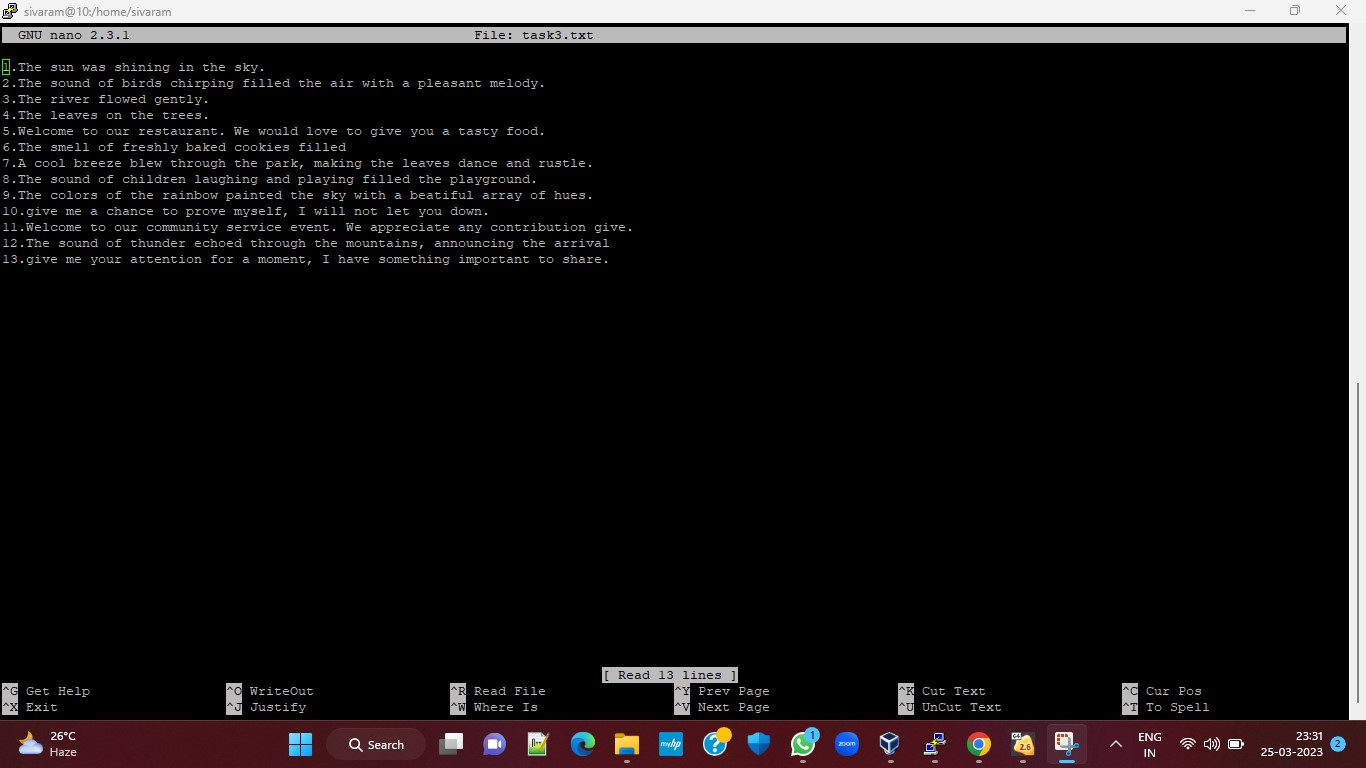 sivaram@10:/home/sivaram
GNU nano 2.3.1 File: task3.txt
1.The sun was shining in the sky.
2.The sound of birds chirping filled the air with a pleasant melody.
3.The river flowed gently.
4.The leaves on the trees.
5.Welcome to our restaurant. We would love to give you a tasty food.
6.The smell of freshly baked cookies filled
7.A cool breeze blew through the park, making the leaves dance and rustle.
8.The sound of children laughing and playing filled the playground.
9.The colors of the rainbow painted the sky with a beatiful array of hues.
10.give me a chance to prove myself, I will not let you down.
11.Welcome to our community service event. We appreciate any contribution give.
12.The sound of thunder echoed through the mountains, announcing the arrival
13.give me your attention for a moment, I have something important to share.
[ Read 13 lines ]
^G Get Help ^O WriteOut ^R Read File ^Y Prev Page ^K Cut Text ^C Cur Pos
^X Exit ^J Justify ^W Where Is ^V Next Page ^U UnCut Text ^T To Spell
26°C
Haze
Search
myhp
1
zoom
64
2.6
ENG
IN
23:31
25-03-2023
2